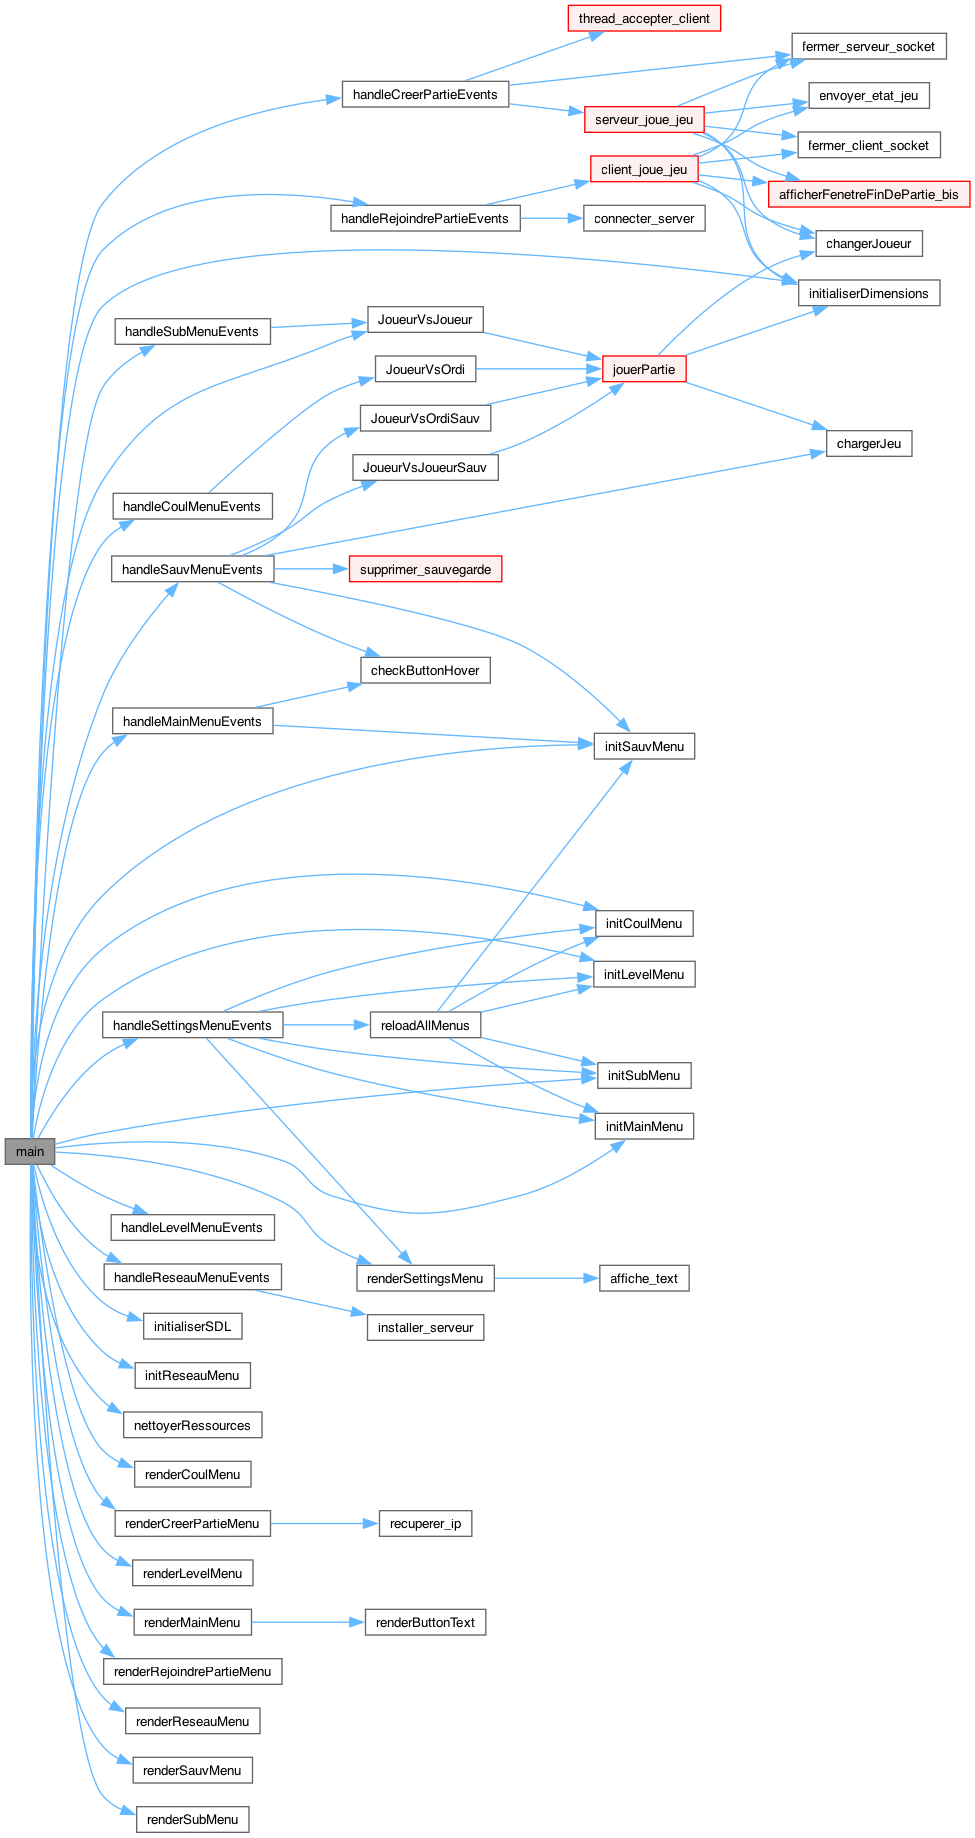 thread_accepter_client
fermer_serveur_socket
handleCreerPartieEvents
envoyer_etat_jeu
serveur_joue_jeu
fermer_client_socket
client_joue_jeu
afficherFenetreFinDePartie_bis
handleRejoindrePartieEvents
connecter_server
changerJoueur
initialiserDimensions
JoueurVsJoueur
handleSubMenuEvents
JoueurVsOrdi
jouerPartie
JoueurVsOrdiSauv
chargerJeu
JoueurVsJoueurSauv
handleCoulMenuEvents
handleSauvMenuEvents
supprimer_sauvegarde
checkButtonHover
handleMainMenuEvents
initSauvMenu
initCoulMenu
initLevelMenu
handleSettingsMenuEvents
reloadAllMenus
initSubMenu
initMainMenu
main
handleLevelMenuEvents
handleReseauMenuEvents
renderSettingsMenu
affiche_text
initialiserSDL
installer_serveur
initReseauMenu
nettoyerRessources
renderCoulMenu
renderCreerPartieMenu
recuperer_ip
renderLevelMenu
renderMainMenu
renderButtonText
renderRejoindrePartieMenu
renderReseauMenu
renderSauvMenu
renderSubMenu